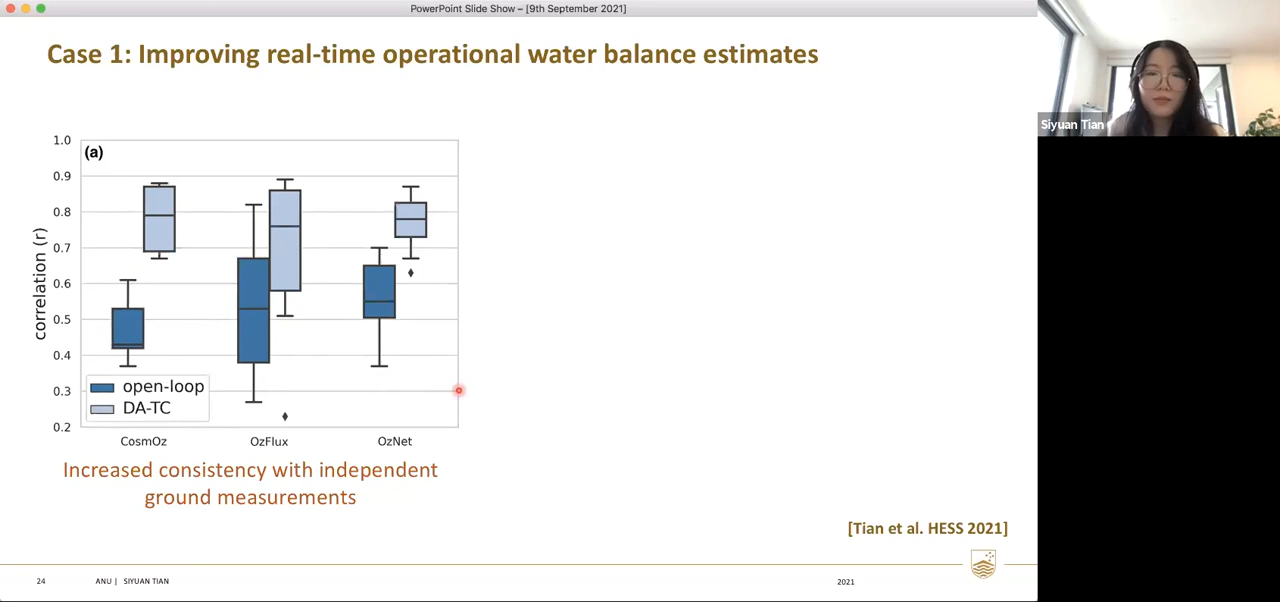 PowerPoint Slide Show – [9th September 2021]
Case 1: Improving real-time operational water balance estimates
Siyuan Tian
(a)
correlation (r)
1.0
0.9
0.8
0.7
0.6
0.5
0.4
0.3
0.2
open-loop
DA-TC
CosmOz OzFlux OzNet
Increased consistency with independent
ground measurements
[Tian et al. HESS 2021]
24 ANU | SIYUAN TIAN 2021